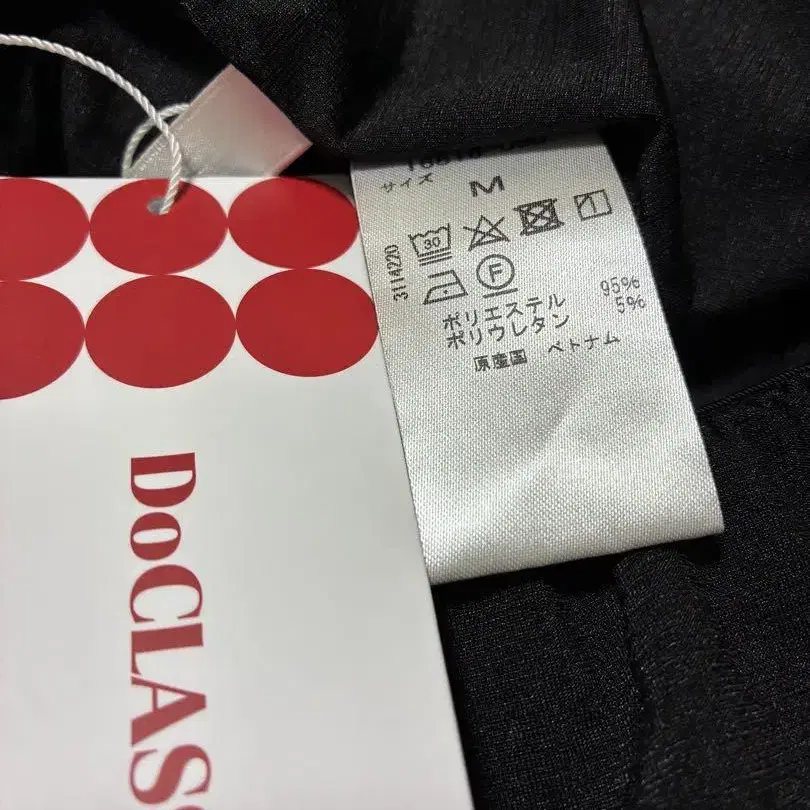 サイズ
M
30
3114220
F
ポリエステル 95%
ポリウレタン 5%
原産国 ベトナム
DoCLAS